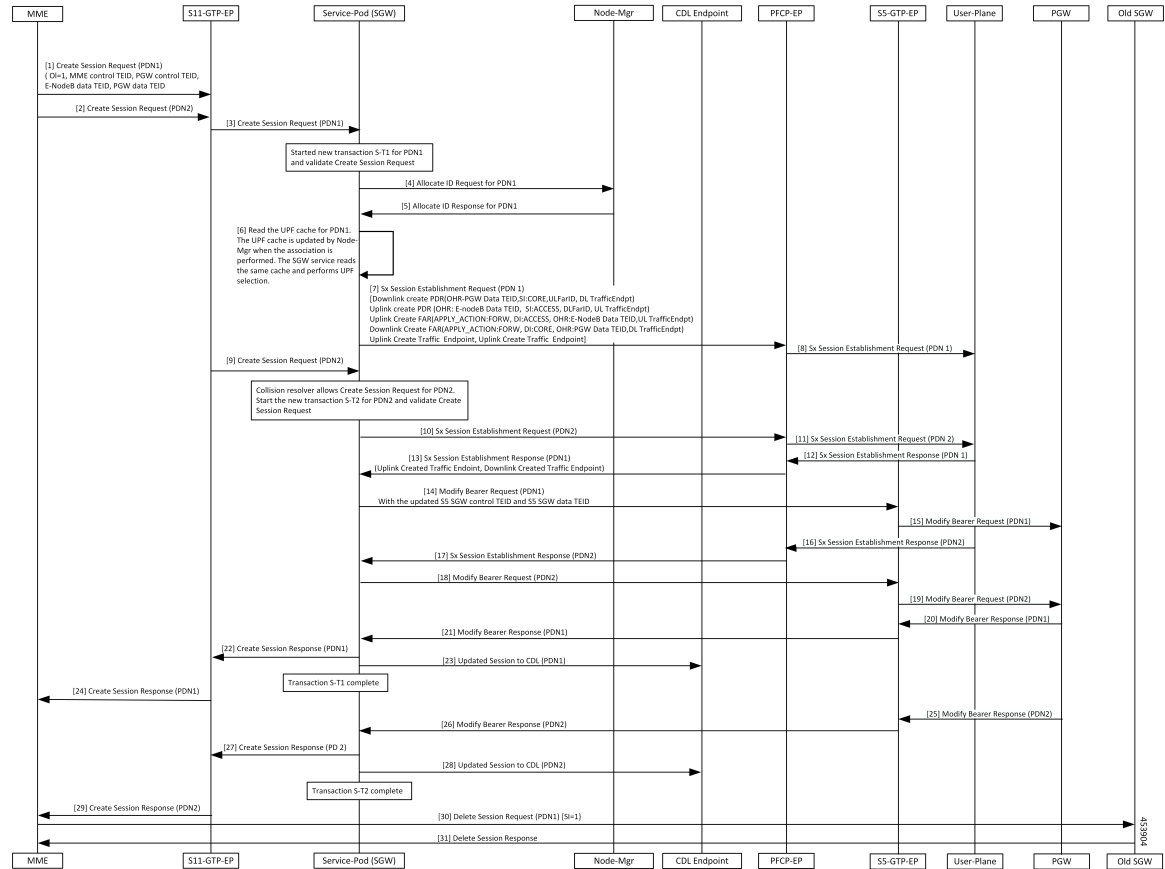 MME
S11-GTP-EP
Service-Pod (SGW)
Node-Mgr
CDL Endpoint
PFCP-EP
S5-GTP-EP
User-Plane
PGW
Old SGW
[1] Create Session Request (PDN1)
( OI=1, MME control TEID, PGW control TEID,
E-NodeB data TEID, PGW data TEID
[2] Create Session Request (PDN2)
[3] Create Session Request (PDN1)
Started new transaction S-T1 for PDN1
and validate Create Session Request
[4] Allocate ID Request for PDN1
[5] Allocate ID Response for PDN1
[6] Read the UPF cache for PDN1.
The UPF cache is updated by Node-
Mgr when the association is
performed. The SGW service reads
the same cache and performs UPF
selection.
[7] Sx Session Establishment Request (PDN 1)
[Downlink create PDR(OHR-PGW Data TEID,SI:CORE,ULFarID, DL TrafficEndpt)
Uplink create PDR (OHR: E-nodeB Data TEID,  SI:ACCESS, DLFarID, UL TrafficEndpt)
Uplink Create FAR(APPLY_ACTION:FORW, DI:ACCESS, OHR:E-NodeB Data TEID,UL TrafficEndpt)
Downlink Create FAR(APPLY_ACTION:FORW, DI:CORE, OHR:PGW Data TEID,DL TrafficEndpt)
Uplink Create Traffic  Endpoint, Uplink Create Traffic  Endpoint]
[8] Sx Session Establishment Request (PDN 1)
[9] Create Session Request (PDN2)
Collision resolver allows Create Session Request for PDN2.
Start the new transaction S-T2 for PDN2 and validate Create
Session Request
[10] Sx Session Establishment Request (PDN2)
[11] Sx Session Establishment Request (PDN 2)
[12] Sx Session Establishment Response (PDN 1)
[13] Sx Session Establishment Response (PDN1)
(Uplink Created Traffic Endoint, Downlink Created Traffic Endpoint)
[14] Modify Bearer Request (PDN1)
With the updated S5 SGW control TEID and S5 SGW data TEID
[15] Modify Bearer Request (PDN1)
[16] Sx Session Establishment Response (PDN2)
[17] Sx Session Establishment Response (PDN2)
[18] Modify Bearer Request (PDN2)
[19] Modify Bearer Request (PDN2)
[20] Modify Bearer Response (PDN1)
[21] Modify Bearer Response (PDN1)
[22] Create Session Response (PDN1)
[23] Updated Session to CDL (PDN1)
Transaction S-T1 complete
[24] Create Session Response (PDN1)
[25] Modify Bearer Response (PDN2)
[26] Modify Bearer Response (PDN2)
[27] Create Session Response (PD 2)
[28] Updated Session to CDL (PDN2)
Transaction S-T2 complete
[29] Create Session Response (PDN2)
[30] Delete Session Request (PDN1) [SI=1}
[31] Delete Session Response
453904
MME
S11-GTP-EP
Service-Pod (SGW)
Node-Mgr
CDL Endpoint
PFCP-EP
S5-GTP-EP
User-Plane
PGW
Old SGW